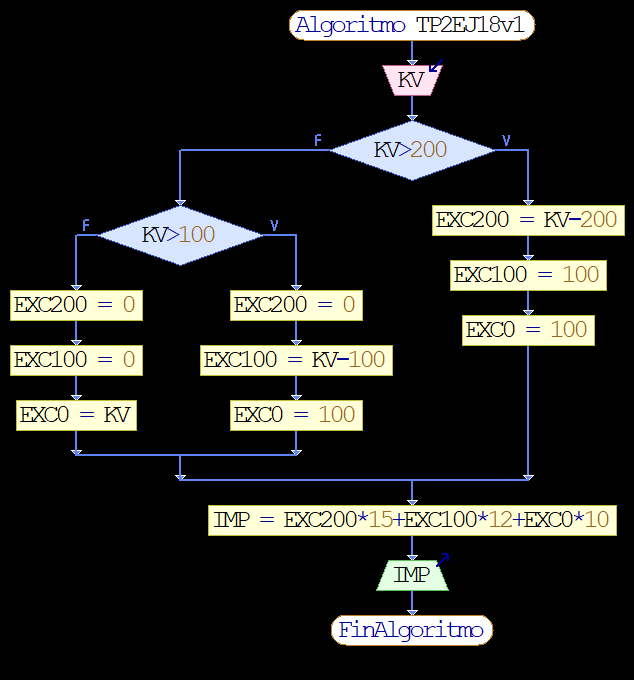 Algoritmo TP2EJ18v1
KV
KV>200
F
V
KV>100
F
V
EXC200 = KV-200
EXC100 = 100
EXC0 = 100
EXC200 = 0
EXC100 = 0
EXC0 = KV
EXC200 = 0
EXC100 = KV-100
EXC0 = 100
IMP = EXC200*15+EXC100*12+EXC0*10
IMP
FinAlgoritmo